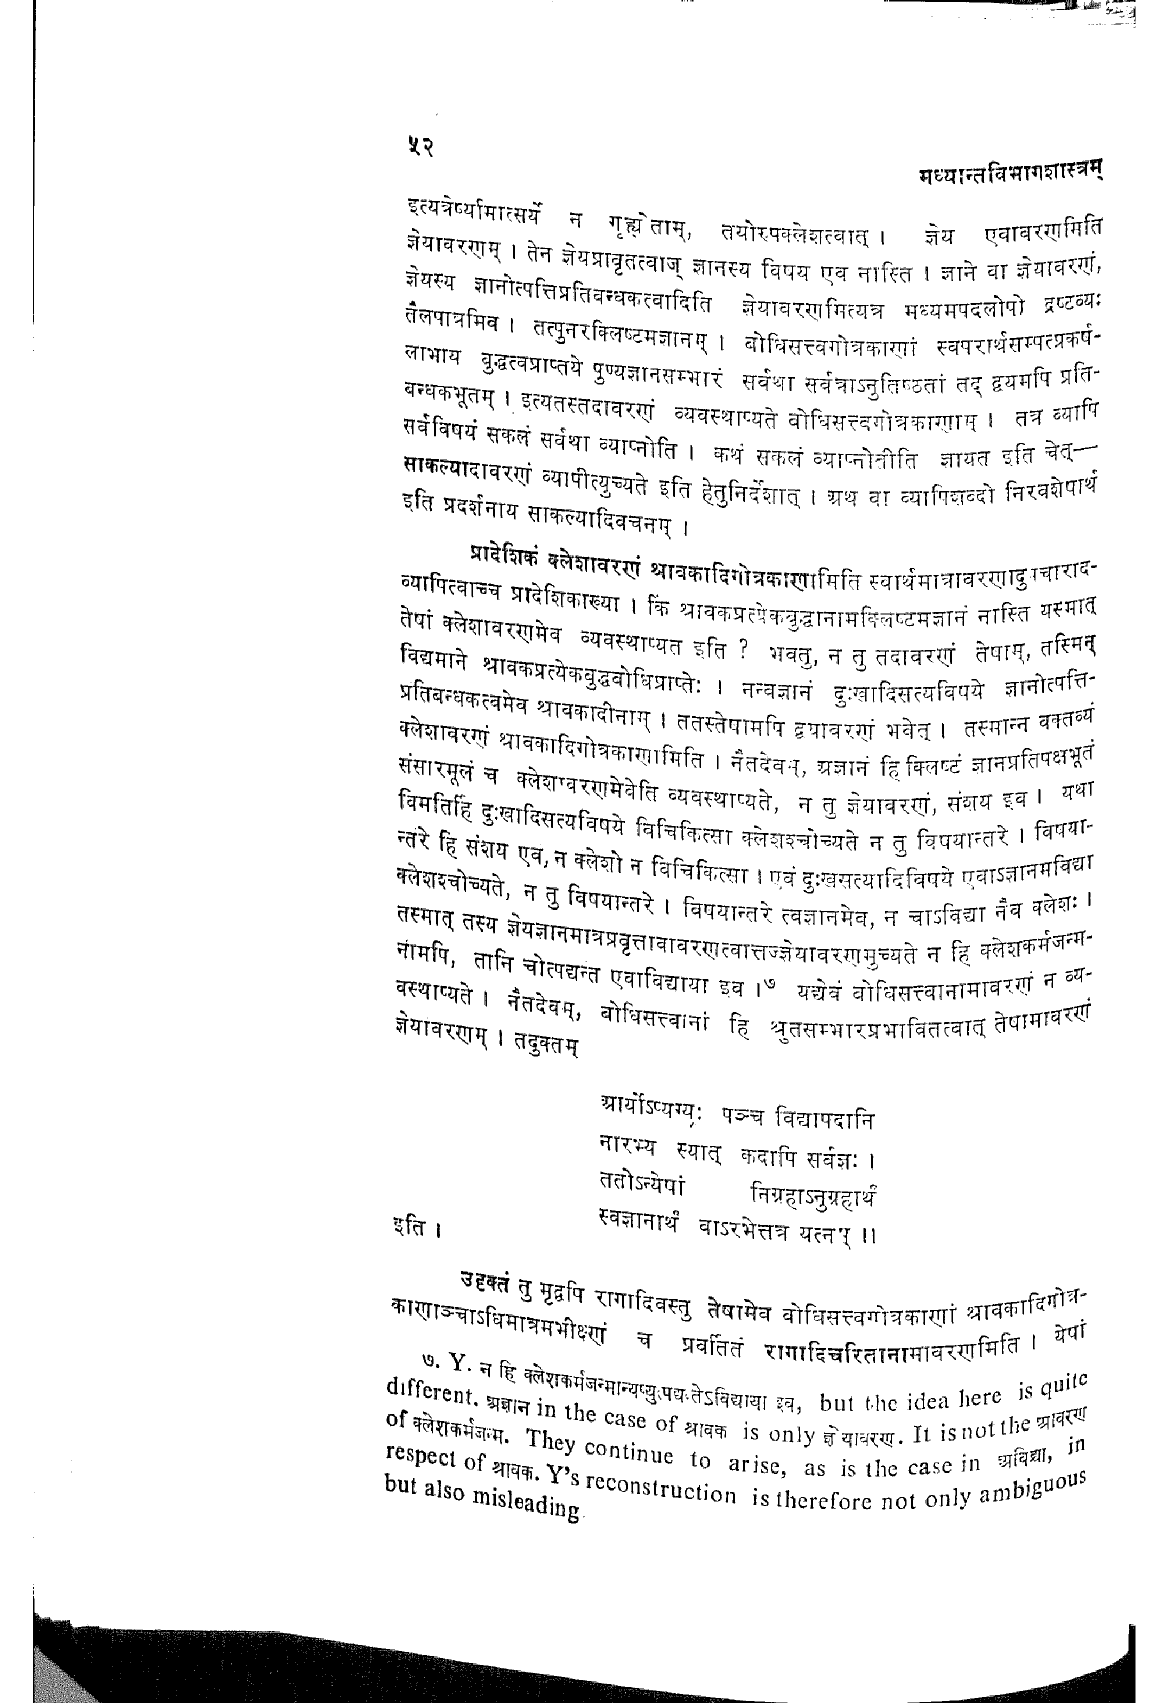 ५२
मध्यान्तविभागशास्त्रम्
इत्यत्रेर्ष्यामात्सर्ये न गृह्येताम्, तयोरुपक्लेशत्वात् । ज्ञेय एवावरणमिति
ज्ञेयावरणम् । तेन ज्ञेयप्रावृतत्वाज् ज्ञानस्य विषय एव नास्ति । ज्ञाने वा ज्ञेयावरणं,
ज्ञेयस्य ज्ञानोत्पत्तिप्रतिबन्धकत्वादिति ज्ञेयावरणमित्यत्र मध्यमपदलोपो द्रष्टव्यः
तैलपात्रमिव । तत्पुनरक्लिष्टमज्ञानम् । बोधिसत्त्वगोत्रकाणां स्वपरार्थसम्पत्प्रकर्ष-
लाभाय बुद्धत्वप्राप्तये पुण्यज्ञानसम्भारं सर्वथा सर्वत्राऽनुतिष्ठतां तद् द्वयमपि प्रति-
बन्धकभूतम् । इत्यतस्तदावरणं व्यवस्थाप्यते बोधिसत्त्वगोत्रकाणाम् । तत्र व्यापि
सर्वविषयं सकलं सर्वथा व्याप्नोति । कथं सकलं व्याप्नोतीति ज्ञायत इति चेत्—
साकल्यादावरणं व्यापीत्युच्यते इति हेतुनिर्देशात् । अथ वा व्यापिशब्दो निरवशेषार्थ
इति प्रदर्शनाय साकल्यादिवचनम् ।
प्रादेशिकं क्लेशावरणं श्रावकादिगोत्रकाणामिति स्वार्थमात्रावरणादुपचाराद-
व्यापित्वाच्च प्रादेशिकाख्या । किं श्रावकप्रत्येकबुद्धानामक्लिष्टमज्ञानं नास्ति यस्मात्
तेषां क्लेशावरणमेव व्यवस्थाप्यत इति ? भवतु, न तु तदावरणं तेषाम्, तस्मिन्
विद्यमाने श्रावकप्रत्येकबुद्धबोधिप्राप्तेः । नन्वज्ञानं दुःखादिसत्यविषये ज्ञानोत्पत्ति-
प्रतिबन्धकत्वमेव श्रावकादीनाम् । ततस्तेषामपि द्वयावरणं भवेत् । तस्मान्न वक्तव्यं
क्लेशावरणं श्रावकादिगोत्रकाणामिति । नैतदेवम्, अज्ञानं हि क्लिष्टं ज्ञानप्रतिपक्षभूतं
संसारमूलं च क्लेशावरणमेवेति व्यवस्थाप्यते, न तु ज्ञेयावरणं, संशय इव । यथा
विमतिर्हि दुःखादिसत्यविषये विचिकित्सा क्लेशश्चोच्यते न तु विषयान्तरे । विषया-
न्तरे हि संशय एव, न क्लेशो न विचिकित्सा । एवं दुःखसत्यादिविषये एवाऽज्ञानमविद्या
क्लेशश्चोच्यते, न तु विषयान्तरे । विषयान्तरे त्वज्ञानमेव, न चाऽविद्या नैव क्लेशः ।
तस्मात् तस्य ज्ञेयज्ञानमात्रप्रवृत्तावावरणत्वात्तज्ज्ञेयावरणमुच्यते न हि क्लेशकर्मजन्म-
नामपि, तानि चोत्पद्यन्त एवाविद्याया इव ।⁷ यद्येवं बोधिसत्त्वानामावरणं न व्य-
वस्थाप्यते । नैतदेवम्, बोधिसत्त्वानां हि श्रुतसम्भारप्रभावितत्वात् तेषामावरणं
ज्ञेयावरणम् । तदुक्तम्
आर्योऽप्यग्र्यः पञ्च विद्यापदानि
नारभ्य स्यात् कदापि सर्वज्ञः ।
ततोऽन्येषां निग्रहाऽनुग्रहार्थं
स्वज्ञानार्थं वाऽरभेत्तत्र यत्नम् ॥
इति ।
उद्दृक्तं तु मृद्वपि रागादिवस्तु तेषामेव बोधिसत्त्वगोत्रकाणां श्रावकादिगोत्र-
काणाञ्चाऽधिमात्रमभीक्ष्णं च प्रवर्तितं रागादिचरितानामावरणमिति । येषां
७. Y. न हि क्लेशकर्मजन्मान्यप्युपपद्यन्तेऽविद्याया इव, but the idea here is quite
different. अज्ञान in the case of श्रावक is only ज्ञेयावरण. It is not the आवरण
of क्लेशकर्मजन्म. They continue to arise, as is the case in अविद्या, in
respect of श्रावक. Y's reconstruction is therefore not only ambiguous
but also misleading.